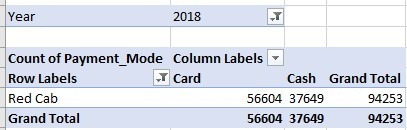 Year 2018
Count of Payment_Mode Column Labels
Row Labels Card Cash Grand Total
Red Cab 56604 37649 94253
Grand Total 56604 37649 94253